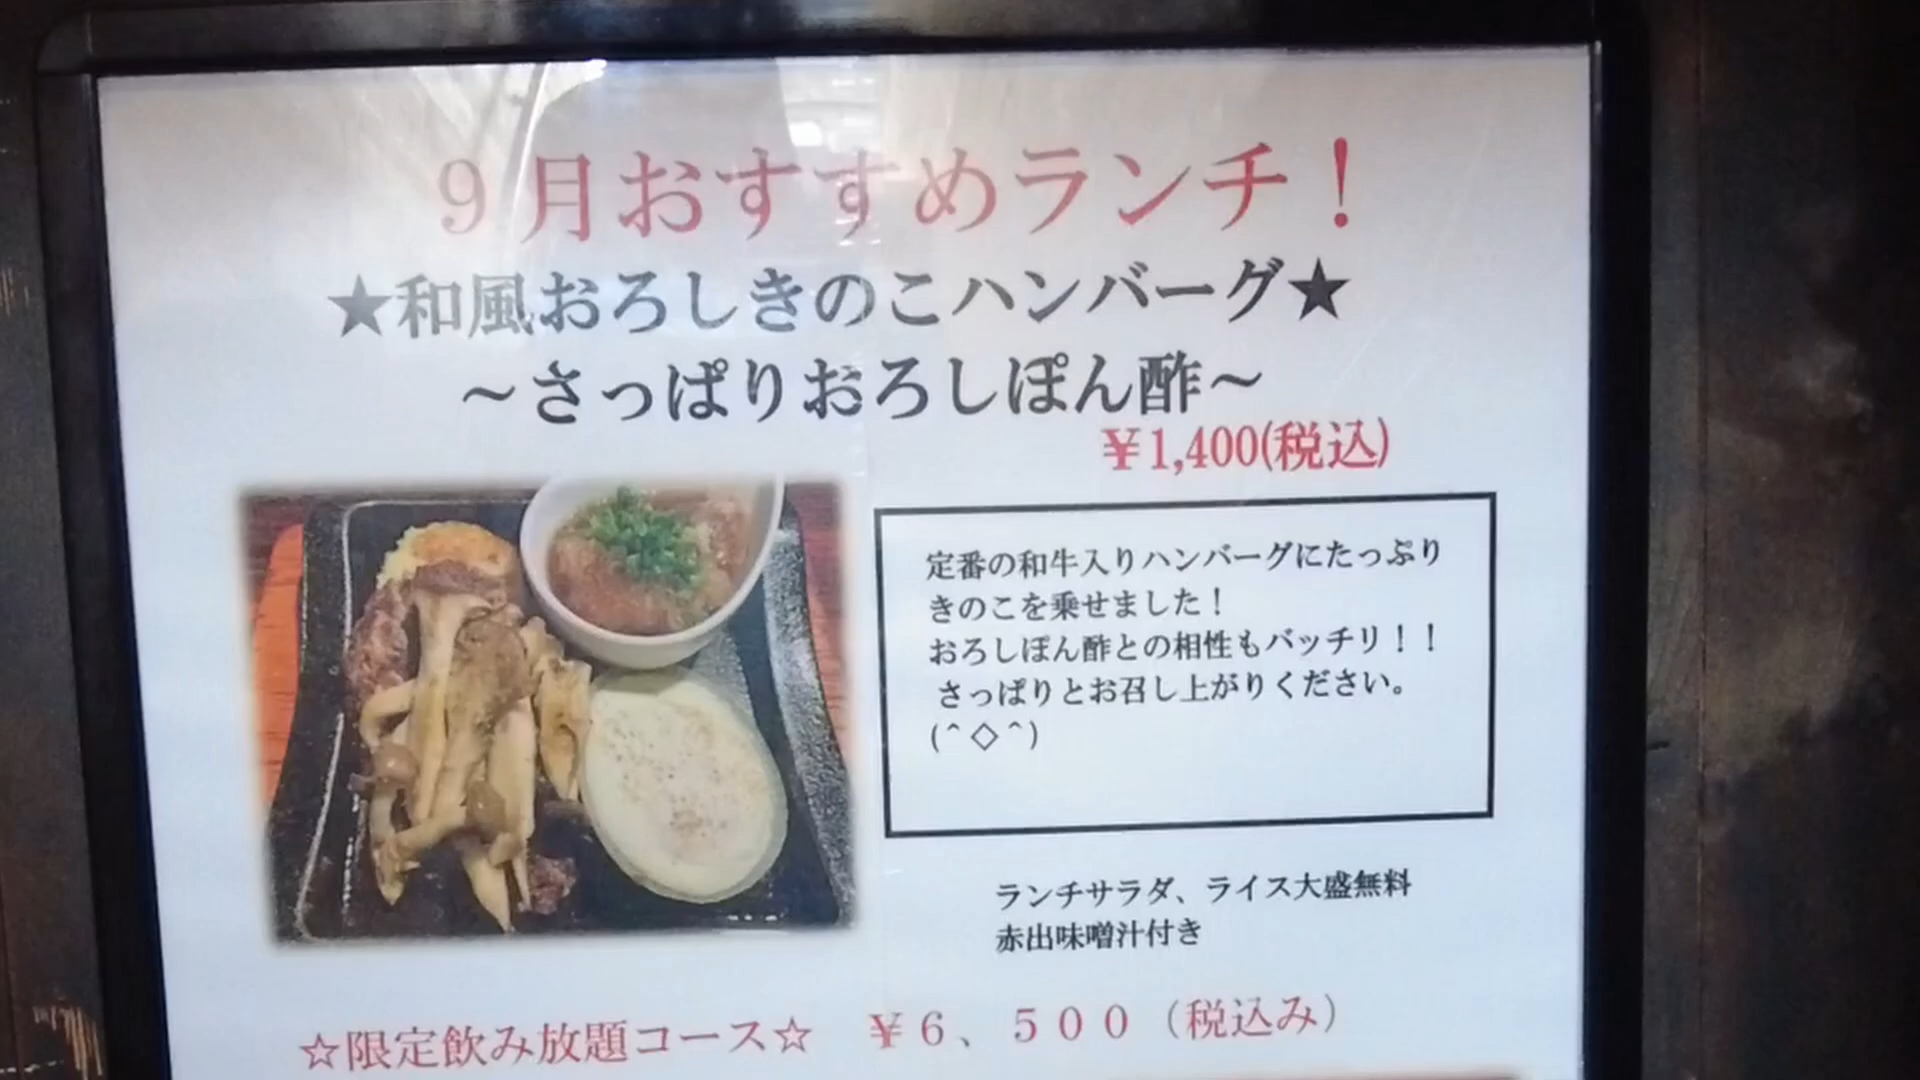 ９月おすすめランチ！
★和風おろしきのこハンバーグ★
～さっぱりおろしぽん酢～
￥1,400(税込)
定番の和牛入りハンバーグにたっぷり
きのこを乗せました！
おろしぽん酢との相性もバッチリ！！
さっぱりとお召し上がりください。
(＾◇＾)
ランチサラダ、ライス大盛無料
赤出味噌汁付き
☆限定飲み放題コース☆　￥６、５００（税込み）